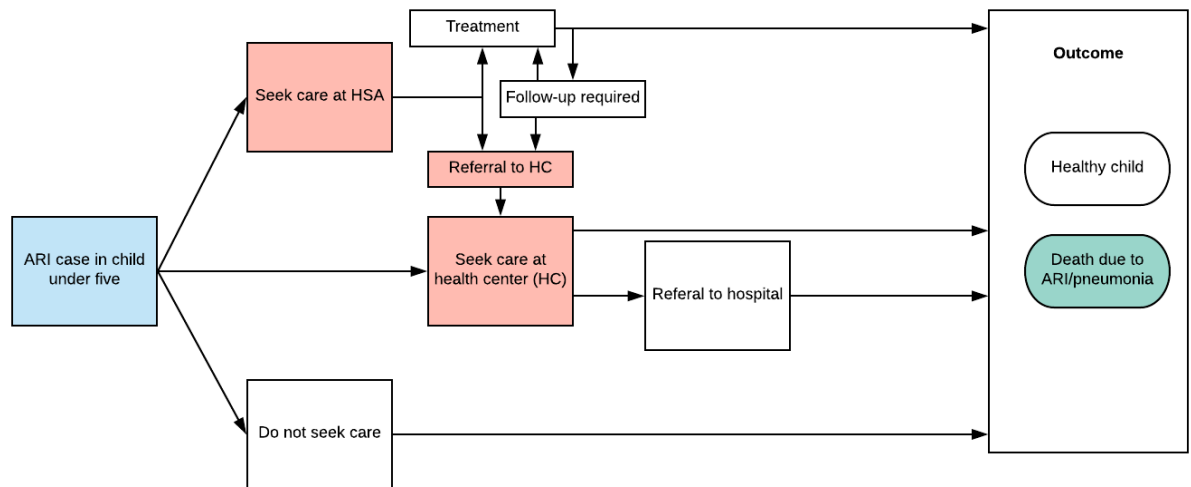 Treatment
Outcome
Seek care at HSA
Follow-up required
Referral to HC
Healthy child
ARI case in child
under five
Seek care at
health center (HC)
Referal to hospital
Death due to
ARI/pneumonia
Do not seek care